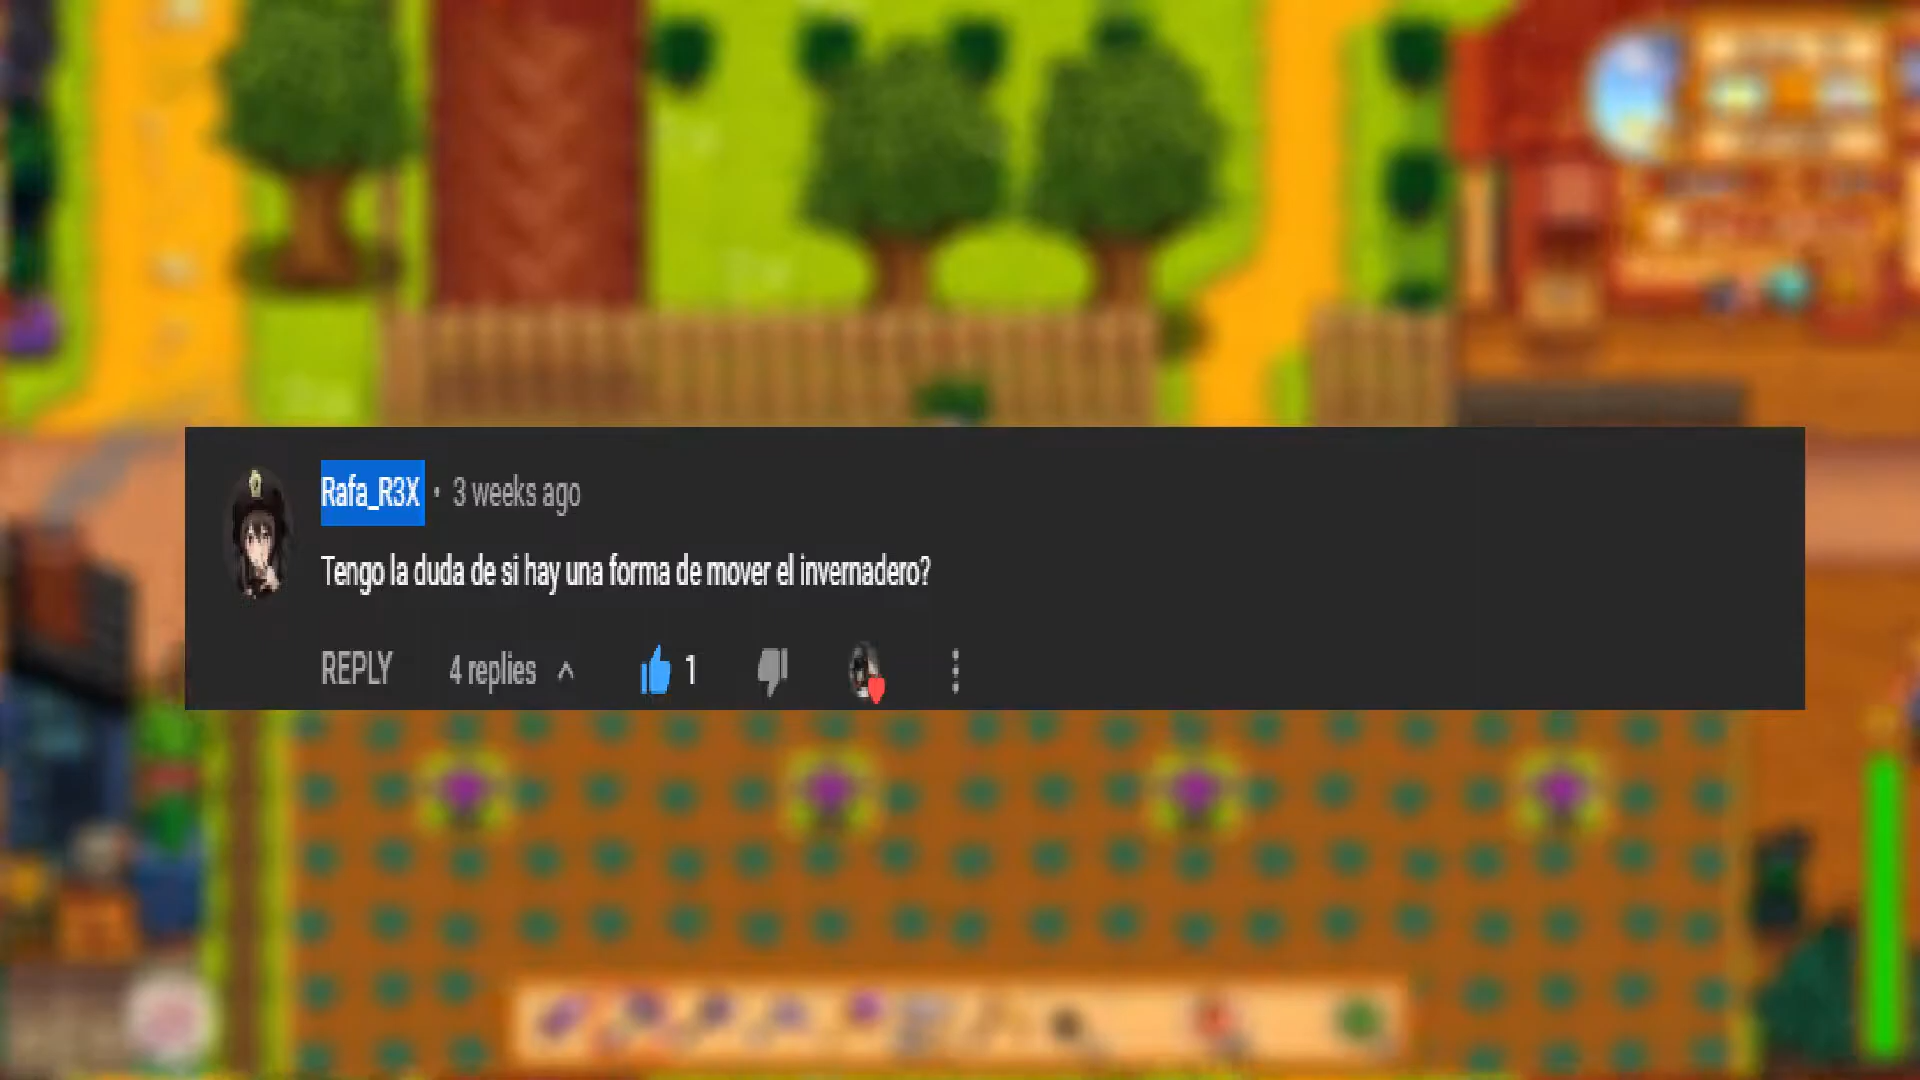 Rafa_R3X • 3 weeks ago
Tengo la duda de si hay una forma de mover el invernadero?
REPLY 4 replies 1